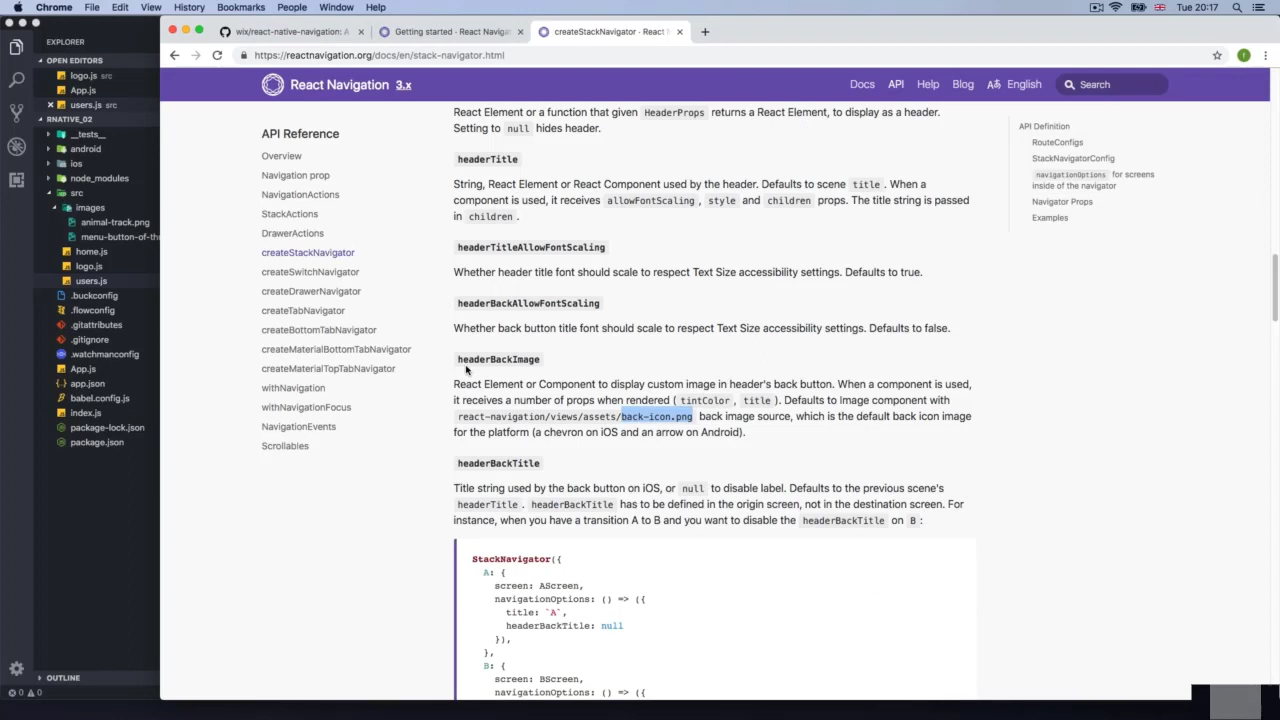 Chrome File Edit View History Bookmarks People Window Help Tue 20:17
wix/react-native-navigation: A Getting started · React Navigat createStackNavigator · React N
https://reactnavigation.org/docs/en/stack-navigator.html
EXPLORER
OPEN EDITORS
logo.js src
App.js
users.js src
RNATIVE_02
__tests__
android
ios
node_modules
src
images
animal-track.png
menu-button-of-th
home.js
logo.js
users.js
.buckconfig
.flowconfig
.gitattributes
.gitignore
.watchmanconfig
App.js
app.json
babel.config.js
index.js
package-lock.json
package.json
OUTLINE
0 0
React Navigation 3.x Docs API Help Blog English Search
API Reference
Overview
Navigation prop
NavigationActions
StackActions
DrawerActions
createStackNavigator
createSwitchNavigator
createDrawerNavigator
createTabNavigator
createBottomTabNavigator
createMaterialBottomTabNavigator
createMaterialTopTabNavigator
withNavigation
withNavigationFocus
NavigationEvents
Scrollables
React Element or a function that given HeaderProps returns a React Element, to display as a header.
Setting to null hides header.
headerTitle
String, React Element or React Component used by the header. Defaults to scene title. When a
component is used, it receives allowFontScaling, style and children props. The title string is passed
in children.
headerTitleAllowFontScaling
Whether header title font should scale to respect Text Size accessibility settings. Defaults to true.
headerBackAllowFontScaling
Whether back button title font should scale to respect Text Size accessibility settings. Defaults to false.
headerBackImage
React Element or Component to display custom image in header's back button. When a component is used,
it receives a number of props when rendered (tintColor, title). Defaults to Image component with
react-navigation/views/assets/back-icon.png back image source, which is the default back icon image
for the platform (a chevron on iOS and an arrow on Android).
headerBackTitle
Title string used by the back button on iOS, or null to disable label. Defaults to the previous scene's
headerTitle. headerBackTitle has to be defined in the origin screen, not in the destination screen. For
instance, when you have a transition A to B and you want to disable the headerBackTitle on B:
StackNavigator({
A: {
screen: AScreen,
navigationOptions: () => ({
title: `A`,
headerBackTitle: null
}),
},
B: {
screen: BScreen,
navigationOptions: () => ({
API Definition
RouteConfigs
StackNavigatorConfig
navigationOptions for screens
inside of the navigator
Navigator Props
Examples